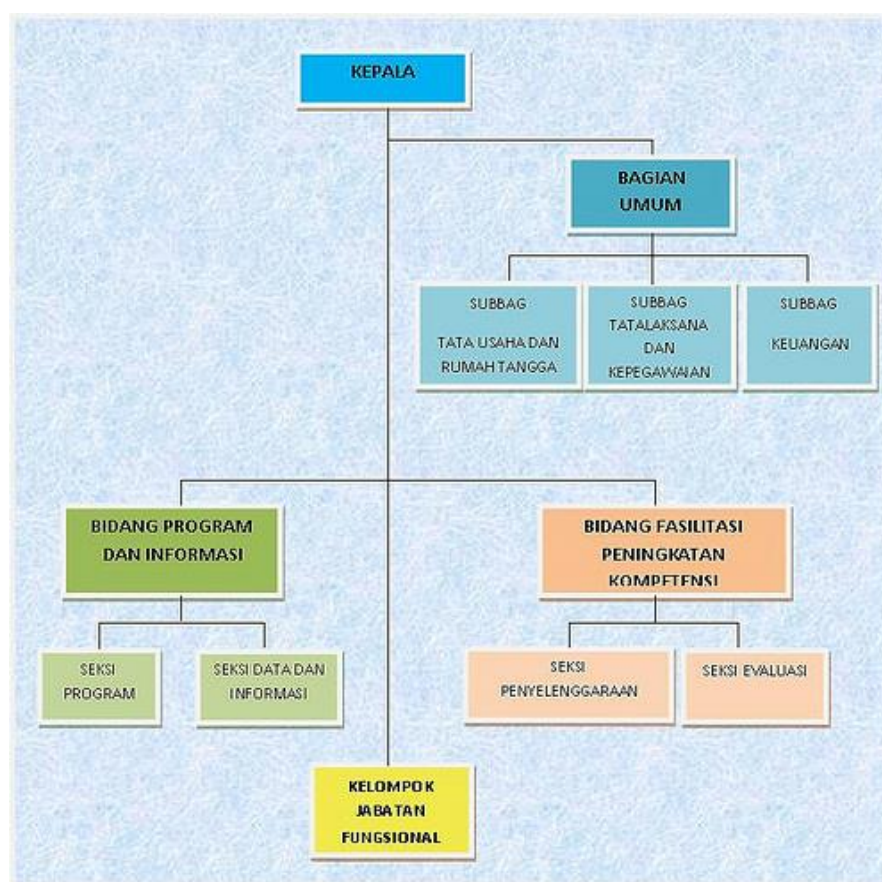 KEPALA
BAGIAN
UMUM
SUBBAG
TATA USAHA DAN
RUMAH TANGGA
SUBBAG
TATALAKSANA
DAN
KEPEGAWAIAN
SUBBAG
KEUANGAN
BIDANG PROGRAM
DAN INFORMASI
BIDANG FASILITASI
PENINGKATAN
KOMPETENSI
SEKSI
PROGRAM
SEKSI DATA DAN
INFORMASI
SEKSI
PENYELENGGARAAN
SEKSI EVALUASI
KELOMPOK
JABATAN
FUNGSIONAL